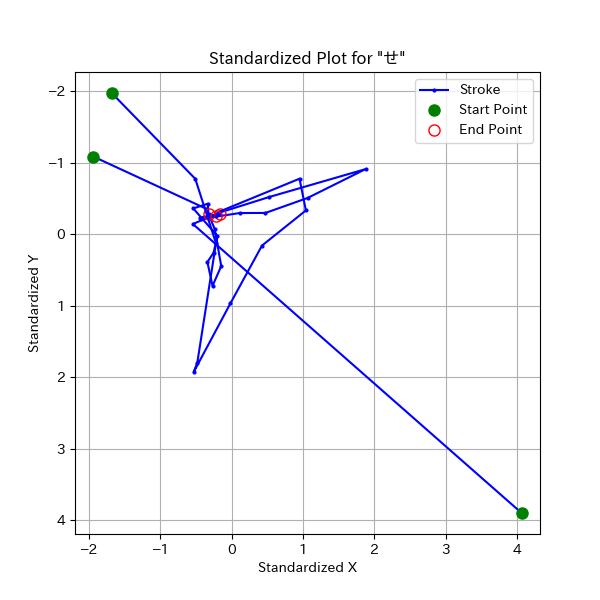 Standardized Plot for "せ"
Stroke
Start Point
End Point
−2
−1
0
1
2
3
4
Standardized Y
−2 −1 0 1 2 3 4
Standardized X